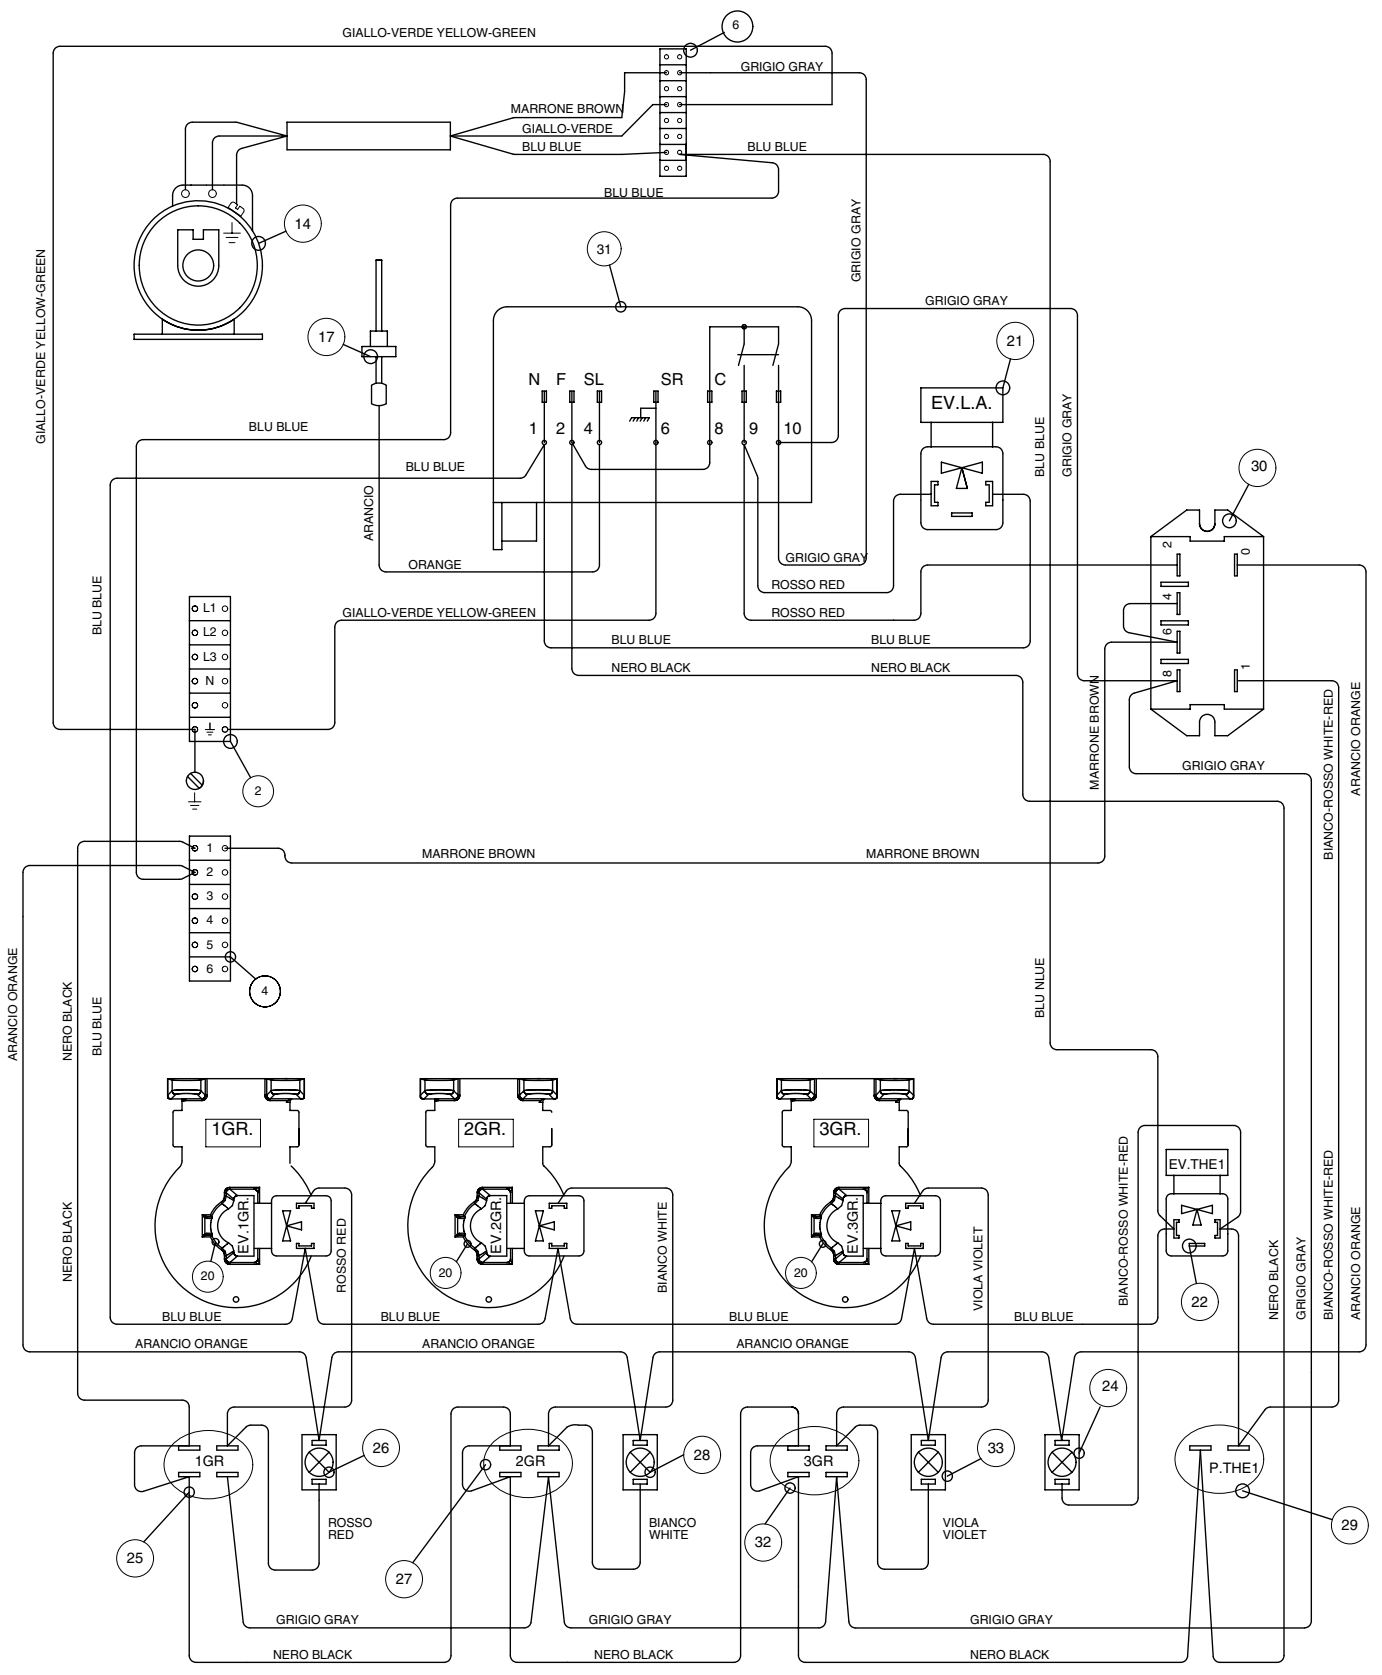 6
GIALLO-VERDE YELLOW-GREEN
GRIGIO GRAY
MARRONE BROWN
GIALLO-VERDE
BLU BLUE
BLU BLUE
BLU BLUE
14
31
GRIGIO GRAY
GIALLO-VERDE YELLOW-GREEN
GRIGIO GRAY
17
21
N F SL SR C
EV.L.A.
1 2 4 6 8 9 10
BLU BLUE
BLU BLUE
GRIGIO GRAY
BLU BLUE
30
ARANCIO
ORANGE
GRIGIO GRAY
2
0
ROSSO RED
4
BLU BLUE
L1
ROSSO RED
GIALLO-VERDE YELLOW-GREEN
L2
6
BLU BLUE
BLU BLUE
L3
NERO BLACK
NERO BLACK
8
1
N
MARRONE BROWN
BIANCO-ROSSO WHITE-RED
ARANCIO ORANGE
GRIGIO GRAY
2
1
MARRONE BROWN
MARRONE BROWN
2
3
4
5
6
4
ARANCIO ORANGE
NERO BLACK
BLU BLUE
BLU NLUE
1GR.
2GR.
3GR.
EV.THE1
BIANCO-ROSSO WHITE-RED
BIANCO-ROSSO WHITE-RED
NERO BLACK
EV.1GR.
ROSSO RED
EV.2GR.
BIANCO WHITE
EV.3GR.
VIOLA VIOLET
20
20
20
22
NERO BLACK
GRIGIO GRAY
ARANCIO ORANGE
BLU BLUE
BLU BLUE
BLU BLUE
BLU BLUE
ARANCIO ORANGE
ARANCIO ORANGE
ARANCIO ORANGE
24
26
28
33
1GR
2GR
3GR
P.THE1
ROSSO
RED
BIANCO
WHITE
VIOLA
VIOLET
29
25
27
32
GRIGIO GRAY
GRIGIO GRAY
GRIGIO GRAY
NERO BLACK
NERO BLACK
NERO BLACK